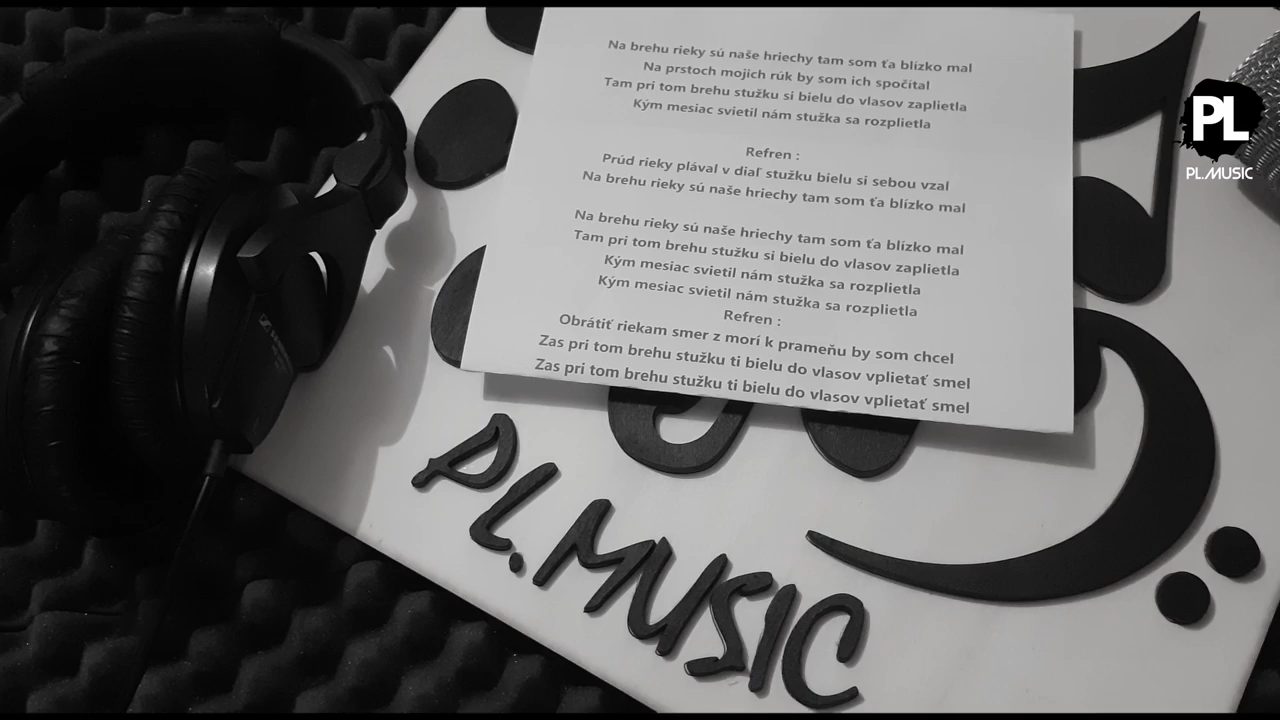 Na brehu rieky sú naše hriechy tam som ťa blízko mal
Na prstoch mojich rúk by som ich spočítal
Tam pri tom brehu stužku si bielu do vlasov zaplietla
Kým mesiac svietil nám stužka sa rozplietla
Refren :
Prúd rieky plával v diaľ stužku bielu si sebou vzal
Na brehu rieky sú naše hriechy tam som ťa blízko mal
Na brehu rieky sú naše hriechy tam som ťa blízko mal
Tam pri tom brehu stužku si bielu do vlasov zaplietla
Kým mesiac svietil nám stužka sa rozplietla
Kým mesiac svietil nám stužka sa rozplietla
Refren :
Obrátiť riekam smer z morí k prameňu by som chcel
Zas pri tom brehu stužku ti bielu do vlasov vplietať smel
Zas pri tom brehu stužku ti bielu do vlasov vplietať smel
PL
PL.MUSIC
PL.MUSIC